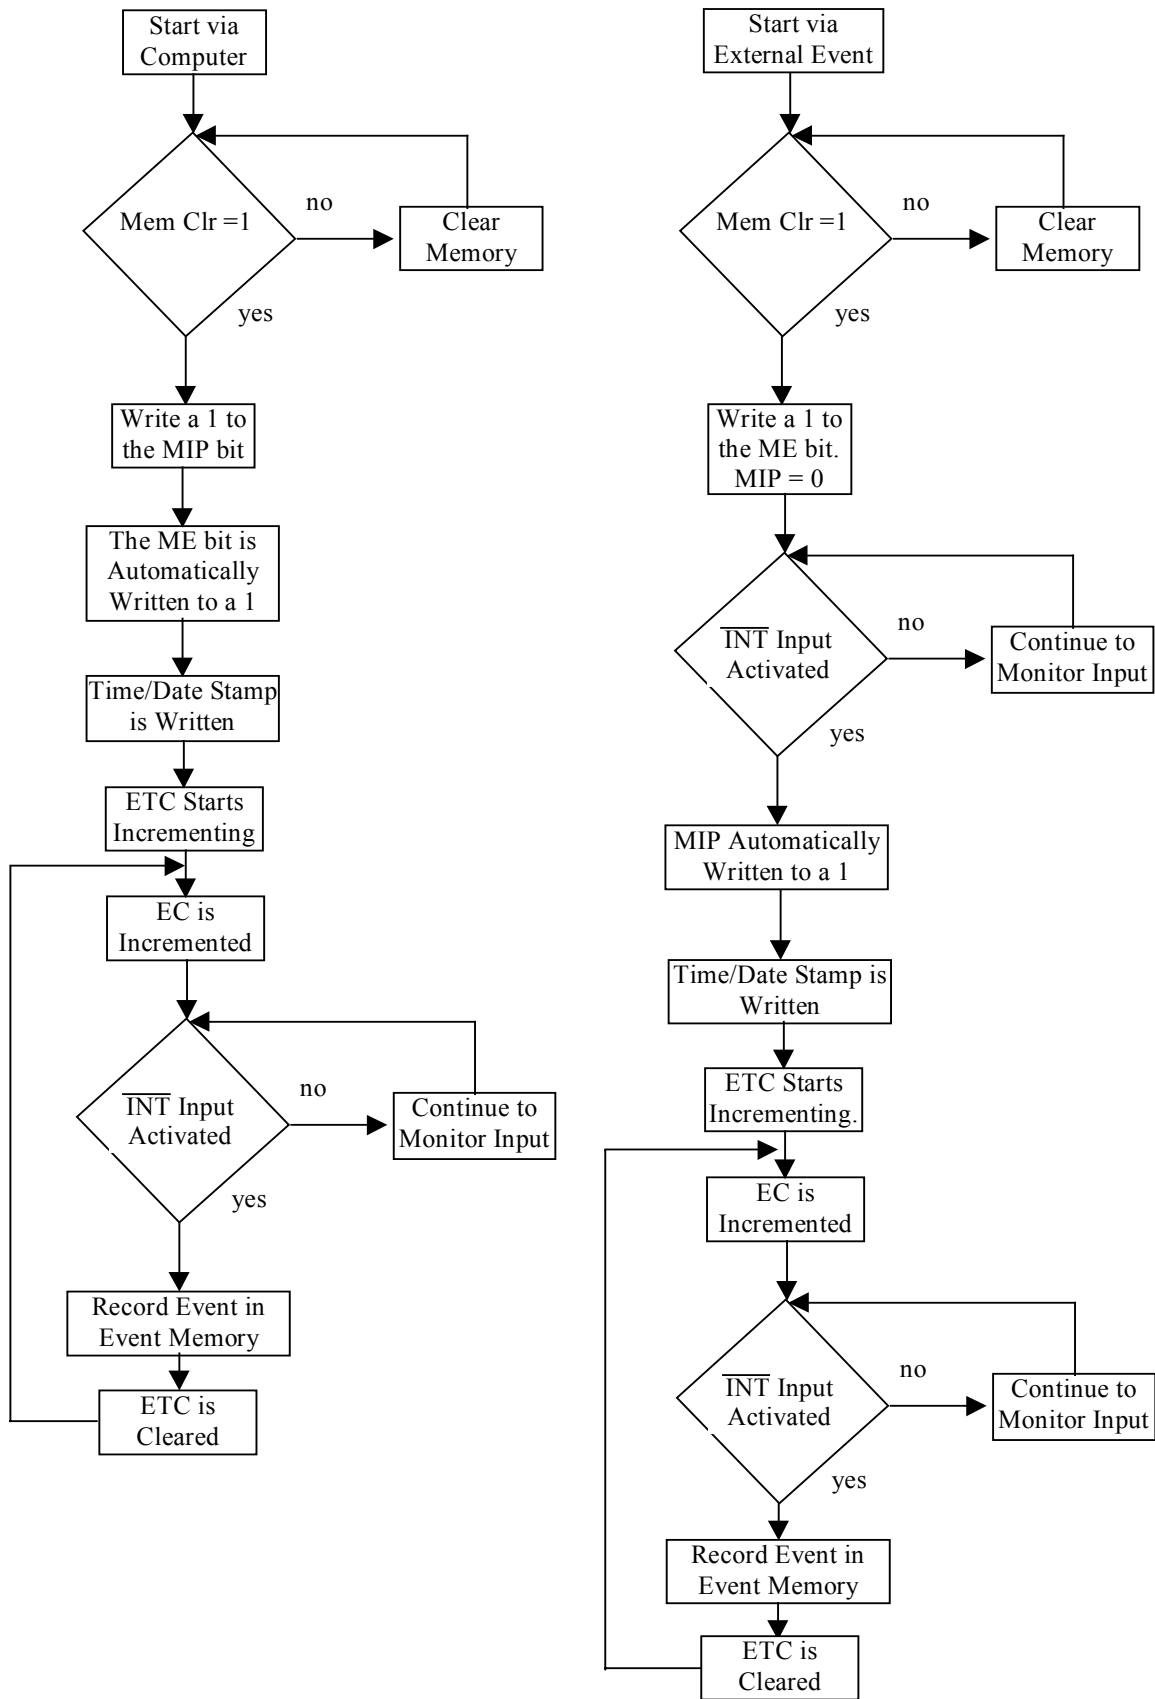 Start via
Computer
Mem Clr =1
no
Clear
Memory
yes
Write a 1 to
the MIP bit
The ME bit is
Automatically
Written to a 1
Time/Date Stamp
is Written
ETC Starts
Incrementing
EC is
Incremented
INT Input
Activated
no
Continue to
Monitor Input
yes
Record Event in
Event Memory
ETC is
Cleared
Start via
External Event
Mem Clr =1
no
Clear
Memory
yes
Write a 1 to
the ME bit.
MIP = 0
INT Input
Activated
no
Continue to
Monitor Input
yes
MIP Automatically
Written to a 1
Time/Date Stamp is
Written
ETC Starts
Incrementing.
EC is
Incremented
INT Input
Activated
no
Continue to
Monitor Input
yes
Record Event in
Event Memory
ETC is
Cleared